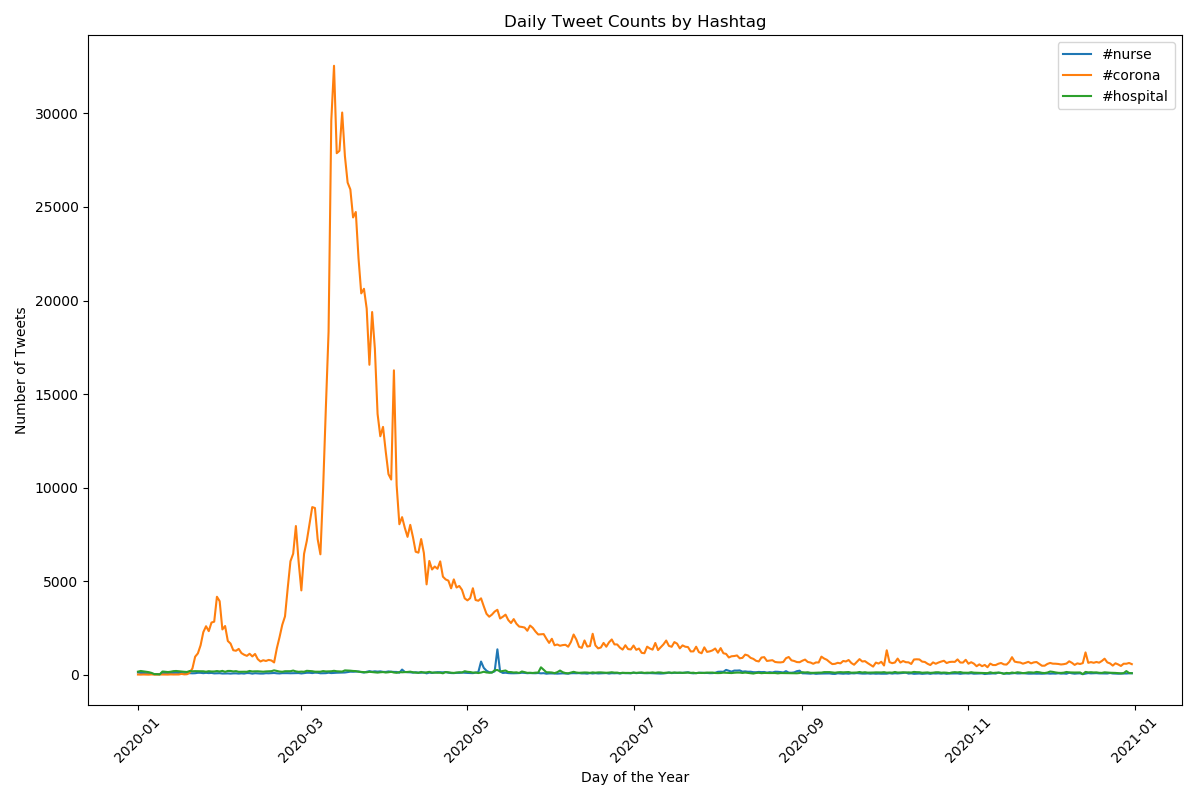 Daily Tweet Counts by Hashtag
#nurse
#corona
#hospital
Number of Tweets
30000
25000
20000
15000
10000
5000
0
2020-01
2020-03
2020-05
2020-07
2020-09
2020-11
2021-01
Day of the Year